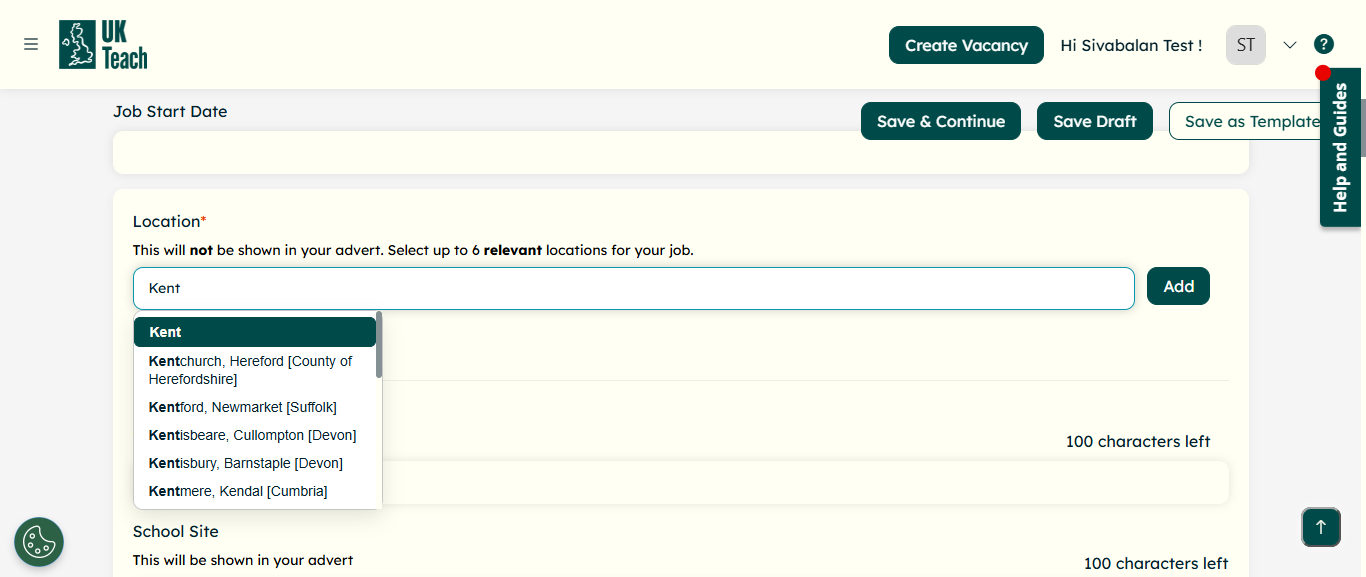 UK
Teach
Create Vacancy
Hi Sivabalan Test !
ST
?
Help and Guides
Job Start Date
Save & Continue
Save Draft
Save as Template
Location*
This will not be shown in your advert. Select up to 6 relevant locations for your job.
Kent
Add
Kent
Kentchurch, Hereford [County of
Herefordshire]
Kentford, Newmarket [Suffolk]
Kentisbeare, Cullompton [Devon]
Kentisbury, Barnstaple [Devon]
Kentmere, Kendal [Cumbria]
100 characters left
School Site
This will be shown in your advert
100 characters left